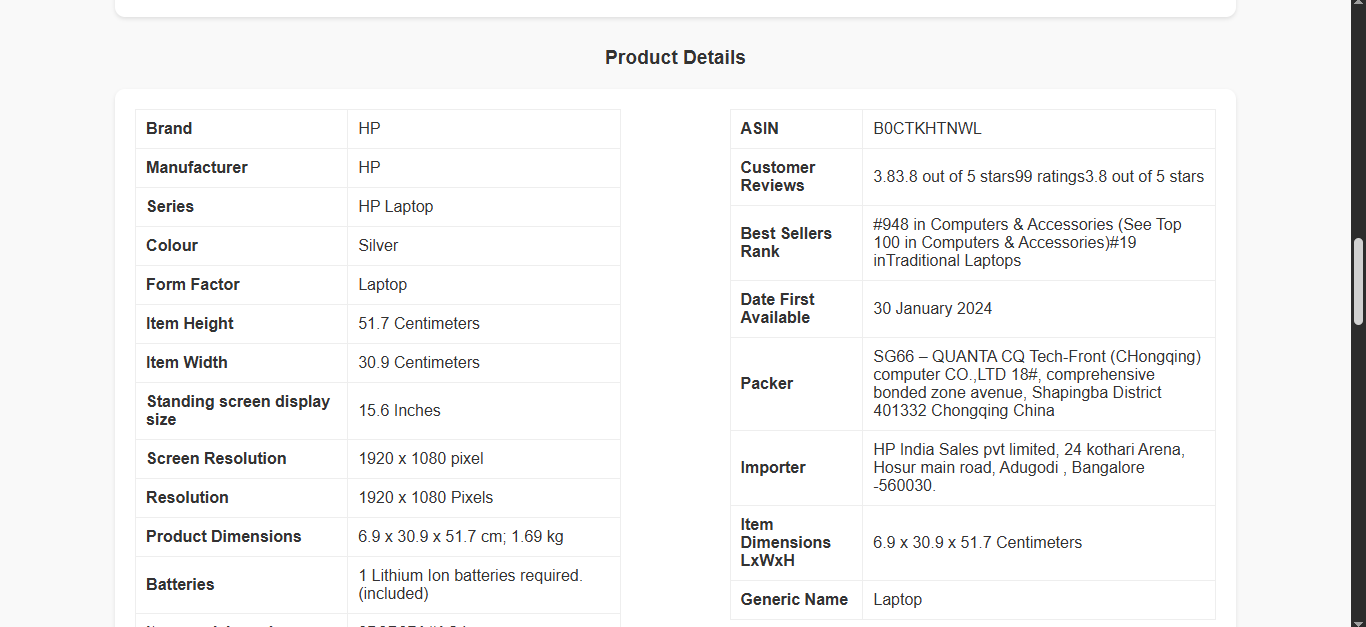 Product Details
Brand HP
Manufacturer HP
Series HP Laptop
Colour Silver
Form Factor Laptop
Item Height 51.7 Centimeters
Item Width 30.9 Centimeters
Standing screen display
size
15.6 Inches
Screen Resolution 1920 x 1080 pixel
Resolution 1920 x 1080 Pixels
Product Dimensions 6.9 x 30.9 x 51.7 cm; 1.69 kg
Batteries
1 Lithium Ion batteries required.
(included)
ASIN B0CTKHTNWL
Customer
Reviews
3.83.8 out of 5 stars99 ratings3.8 out of 5 stars
Best Sellers
Rank
#948 in Computers & Accessories (See Top
100 in Computers & Accessories)#19
inTraditional Laptops
Date First
Available
30 January 2024
Packer
SG66 – QUANTA CQ Tech-Front (CHongqing)
computer CO.,LTD 18#, comprehensive
bonded zone avenue, Shapingba District
401332 Chongqing China
Importer
HP India Sales pvt limited, 24 kothari Arena,
Hosur main road, Adugodi , Bangalore
-560030.
Item
Dimensions
LxWxH
6.9 x 30.9 x 51.7 Centimeters
Generic Name Laptop